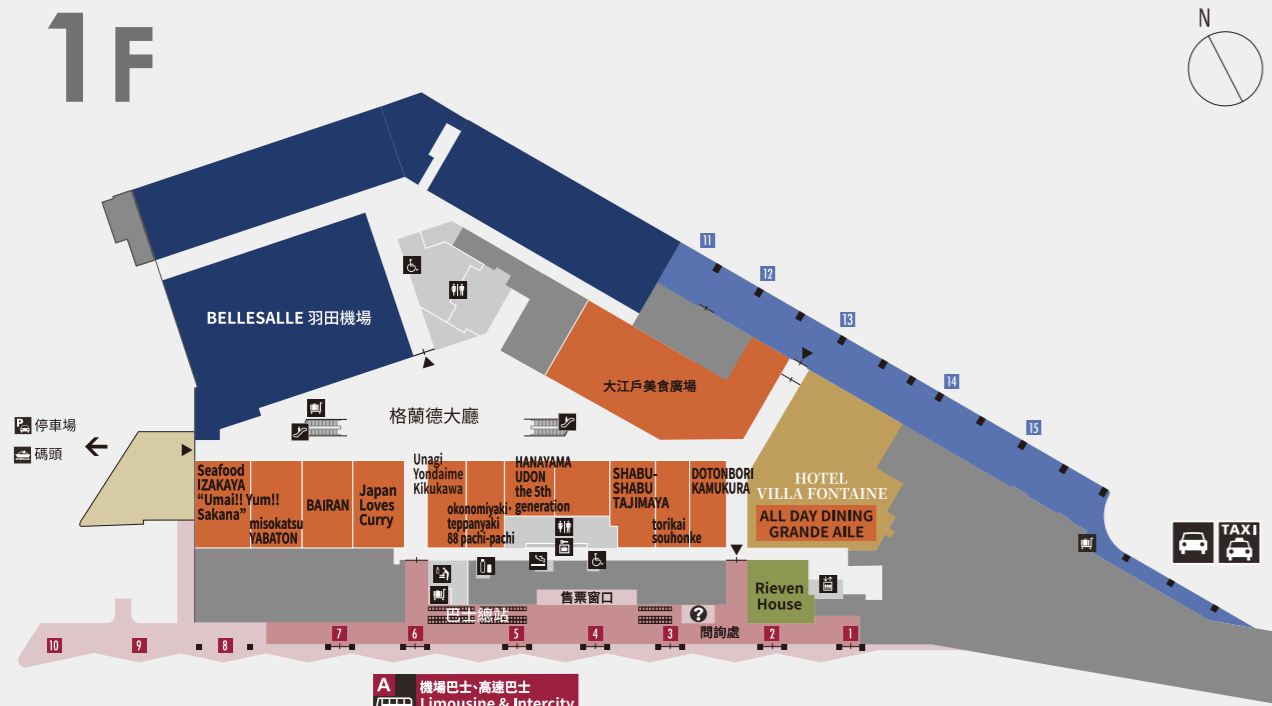 1F
N
11
12
13
14
15
BELLESALLE 羽田機場
大江戶美食廣場
格蘭德大廳
P
停車場
碼頭
Seafood
IZAKAYA
“Umai!! Yum!!
Sakana”
misokatsu
YABATON
BAIRAN
Japan
Loves
Curry
Unagi
Yondaime
Kikukawa
okonomiyaki·
teppanyaki
88 pachi-pachi
HANAYAMA
UDON
the 5th
generation
SHABU-
SHABU
TAJIMAYA
torikai
souhonke
DOTONBORI
KAMUKURA
HOTEL
VILLA FONTAINE
ALL DAY DINING
GRANDE AILE
TAXI
Rieven
House
售票窗口
巴士總站
?
問詢處
10
9
8
7
6
5
4
3
2
1
A
機場巴士、高速巴士
Limousine & Intercity